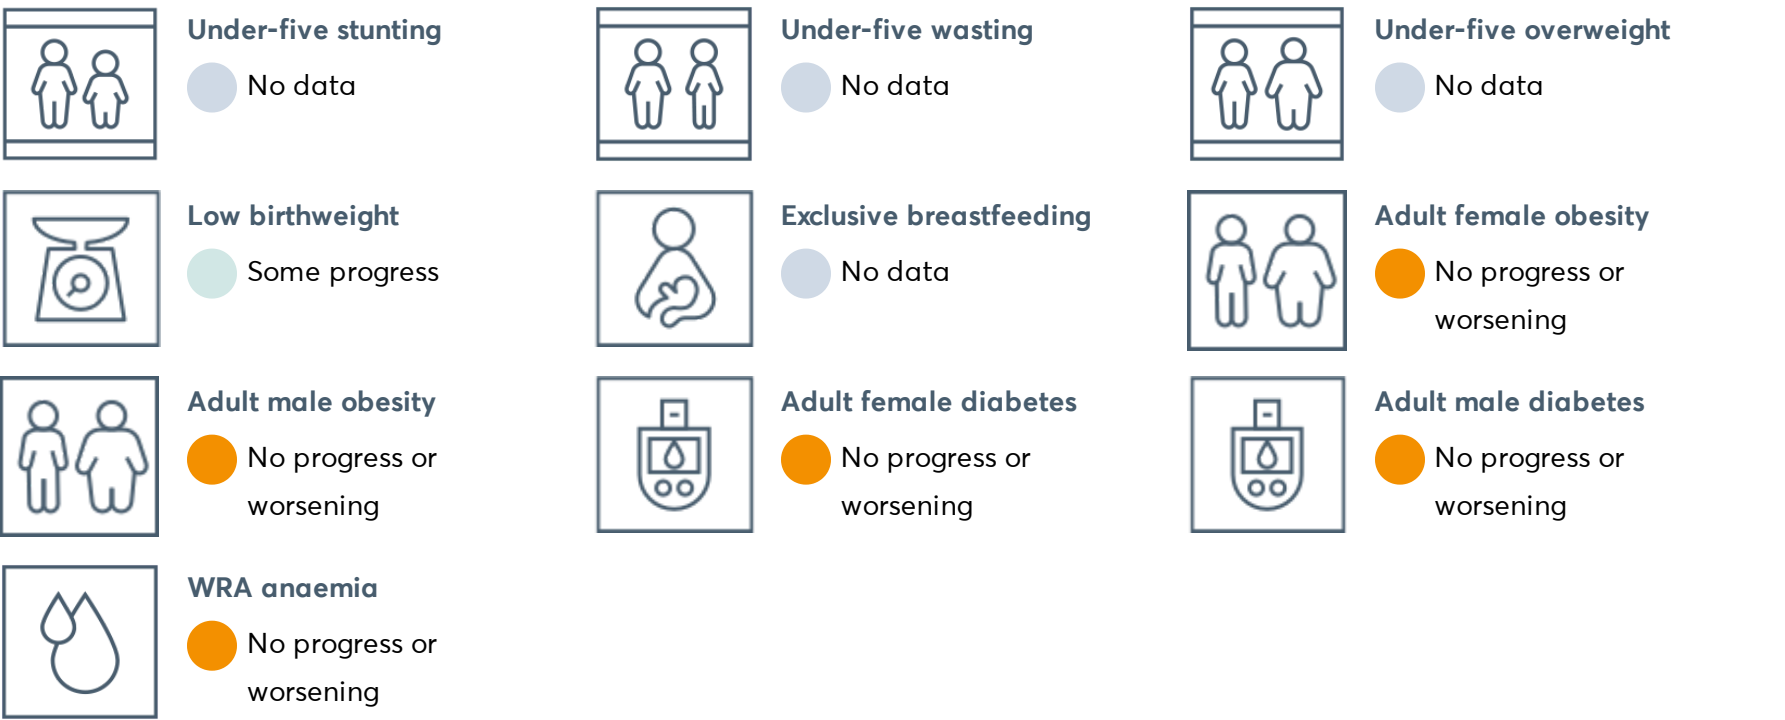 Under-five stunting
No data
Under-five wasting
No data
Under-five overweight
No data
Low birthweight
Some progress
Exclusive breastfeeding
No data
Adult female obesity
No progress or
worsening
Adult male obesity
No progress or
worsening
Adult female diabetes
No progress or
worsening
Adult male diabetes
No progress or
worsening
WRA anaemia
No progress or
worsening